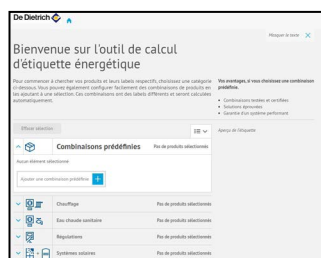 De Dietrich
Masquer le texte
Bienvenue sur l'outil de calcul
d'étiquette énergétique
Pour commencer à chercher vos produits et leurs labels respectifs, choisissez une catégorie
ci-dessous. Vous pouvez également configurer facilement des combinaisons de produits en
les ajoutant à une sélection. Ces combinaisons ont des labels différents et seront calculées
automatiquement.
Vos avantages, si vous choisissez une combinaison
prédéfinie.
• Combinaisons testées et certifiées
• Solutions éprouvées
• Garantie d'un système performant
Effacer sélection
Aperçu de l'étiquette
Combinaisons prédéfinies Pas de produits sélectionnés
Aucun élément sélectionné
Ajouter une combinaison prédéfinie +
Chauffage Pas de produits sélectionnés
Eau chaude sanitaire Pas de produits sélectionnés
Régulations Pas de produits sélectionnés
Systèmes solaires Pas de produits sélectionnés